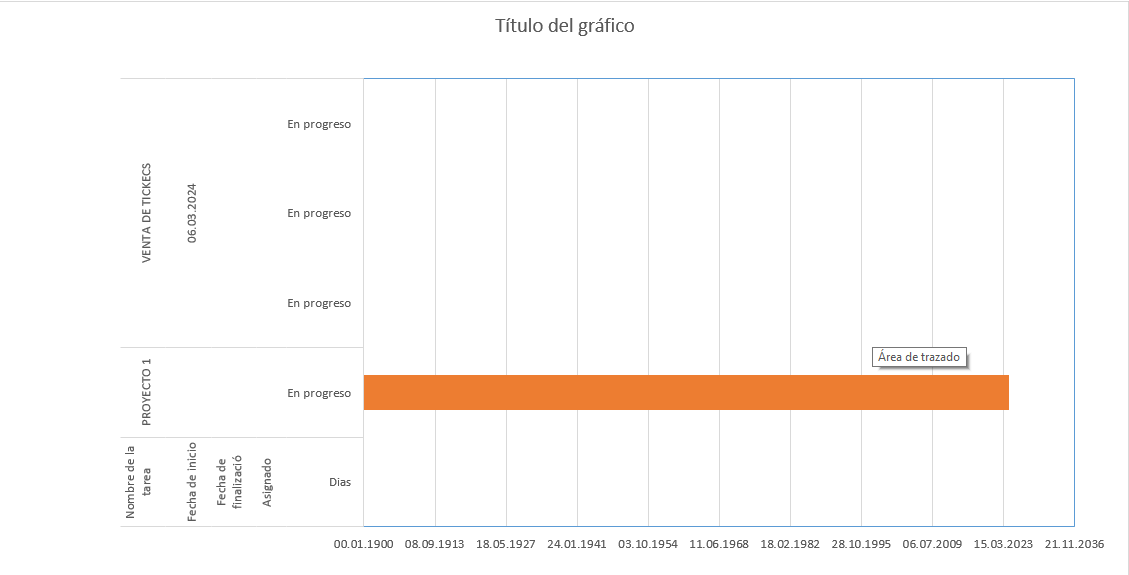 Título del gráfico
En progreso
En progreso
En progreso
VENTA DE TICKECS
06.03.2024
Área de trazado
PROYECTO 1
En progreso
Nombre de la
tarea
Fecha de inicio
Fecha de
finalizació
Asignado
Dias
00.01.1900 08.09.1913 18.05.1927 24.01.1941 03.10.1954 11.06.1968 18.02.1982 28.10.1995 06.07.2009 15.03.2023 21.11.2036